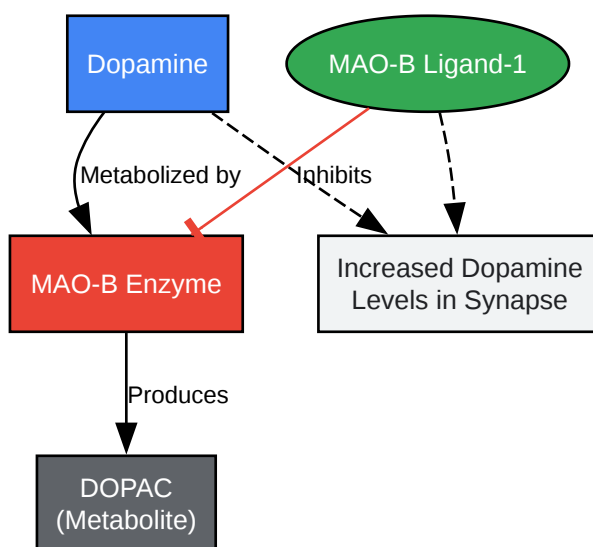 Dopamine
MAO-B Ligand-1
Metabolized by
Inhibits
MAO-B Enzyme
Increased Dopamine
Levels in Synapse
Produces
DOPAC
(Metabolite)